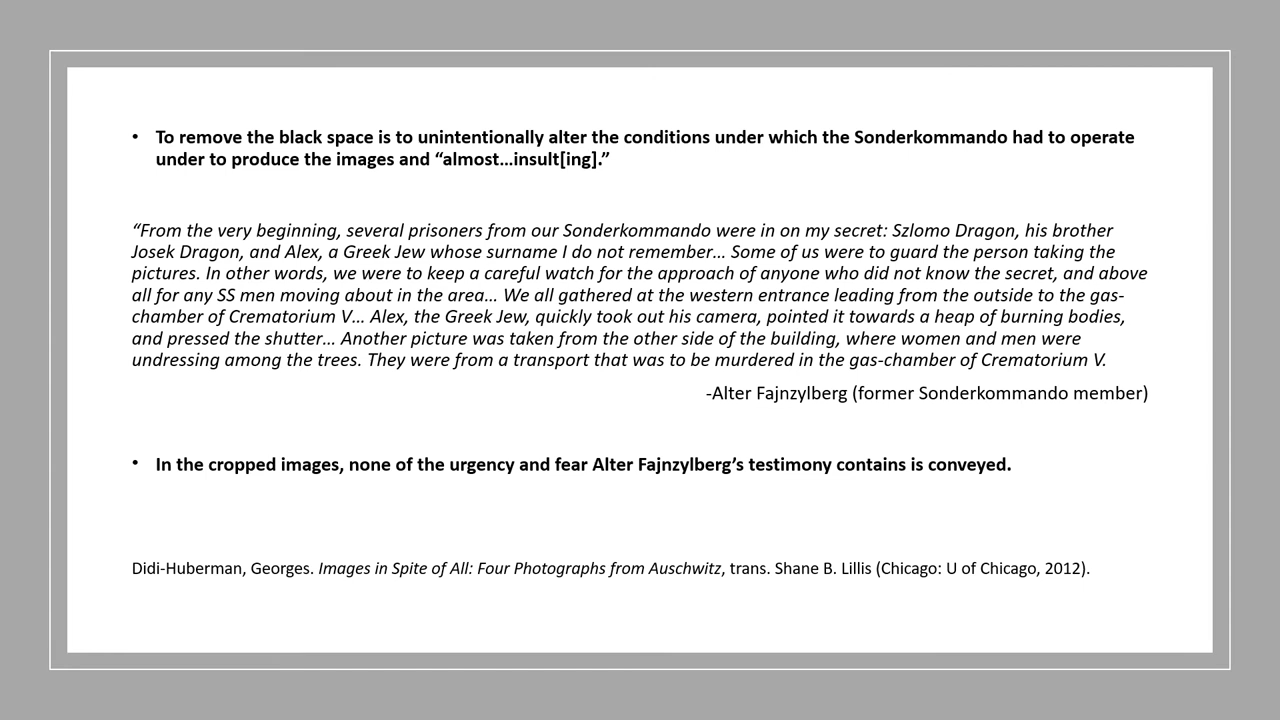 • To remove the black space is to unintentionally alter the conditions under which the Sonderkommando had to operate
under to produce the images and “almost…insult[ing].”
“From the very beginning, several prisoners from our Sonderkommando were in on my secret: Szlomo Dragon, his brother
Josek Dragon, and Alex, a Greek Jew whose surname I do not remember… Some of us were to guard the person taking the
pictures. In other words, we were to keep a careful watch for the approach of anyone who did not know the secret, and above
all for any SS men moving about in the area… We all gathered at the western entrance leading from the outside to the gas-
chamber of Crematorium V… Alex, the Greek Jew, quickly took out his camera, pointed it towards a heap of burning bodies,
and pressed the shutter… Another picture was taken from the other side of the building, where women and men were
undressing among the trees. They were from a transport that was to be murdered in the gas-chamber of Crematorium V.
-Alter Fajnzylberg (former Sonderkommando member)
• In the cropped images, none of the urgency and fear Alter Fajnzylberg’s testimony contains is conveyed.
Didi-Huberman, Georges. Images in Spite of All: Four Photographs from Auschwitz, trans. Shane B. Lillis (Chicago: U of Chicago, 2012).